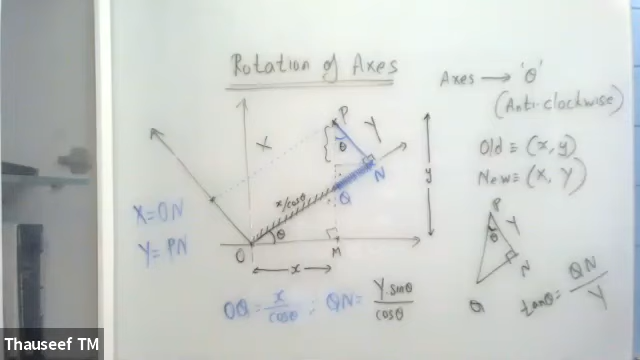 Rotation of Axes
Axes → 'θ'
(Anti-clockwise)
Old ≡ (x, y)
New ≡ (X, Y)
P
Y
X
θ
N
y
x/cosθ
Q
X = ON
Y = PN
O
θ
M
x
OQ = x/cosθ ; QN = Y sinθ/cosθ
P
Y
θ
N
Q
tanθ = QN/Y
Thauseef TM